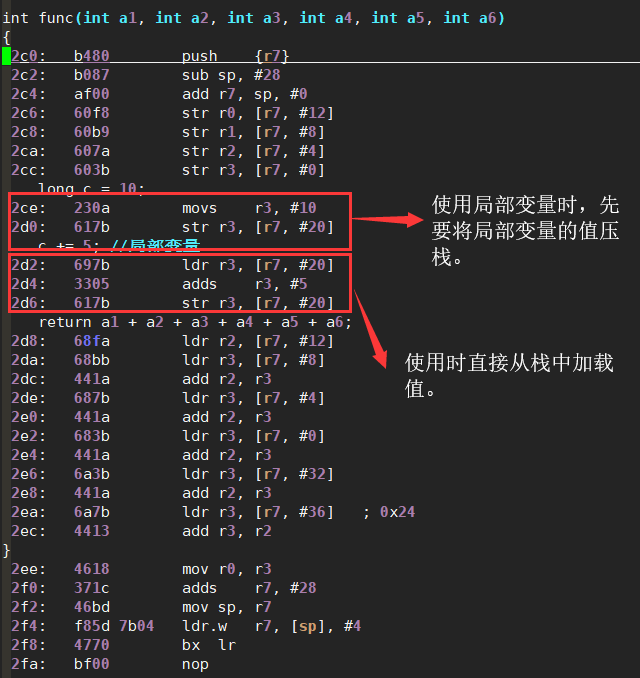 int func(int a1, int a2, int a3, int a4, int a5, int a6)
{
2c0: b480 push {r7}
2c2: b087 sub sp, #28
2c4: af00 add r7, sp, #0
2c6: 60f8 str r0, [r7, #12]
2c8: 60b9 str r1, [r7, #8]
2ca: 607a str r2, [r7, #4]
2cc: 603b str r3, [r7, #0]
long c = 10;
2ce: 230a movs r3, #10
2d0: 617b str r3, [r7, #20]
c += 5; //局部变量
2d2: 697b ldr r3, [r7, #20]
2d4: 3305 adds r3, #5
2d6: 617b str r3, [r7, #20]
return a1 + a2 + a3 + a4 + a5 + a6;
2d8: 68fa ldr r2, [r7, #12]
2da: 68bb ldr r3, [r7, #8]
2dc: 441a add r2, r3
2de: 687b ldr r3, [r7, #4]
2e0: 441a add r2, r3
2e2: 683b ldr r3, [r7, #0]
2e4: 441a add r2, r3
2e6: 6a3b ldr r3, [r7, #32]
2e8: 441a add r2, r3
2ea: 6a7b ldr r3, [r7, #36] ; 0x24
2ec: 4413 add r3, r2
}
2ee: 4618 mov r0, r3
2f0: 371c adds r7, #28
2f2: 46bd mov sp, r7
2f4: f85d 7b04 ldr.w r7, [sp], #4
2f8: 4770 bx lr
2fa: bf00 nop
使用局部变量时，先
要将局部变量的值压
栈。
使用时直接从栈中加载
值。